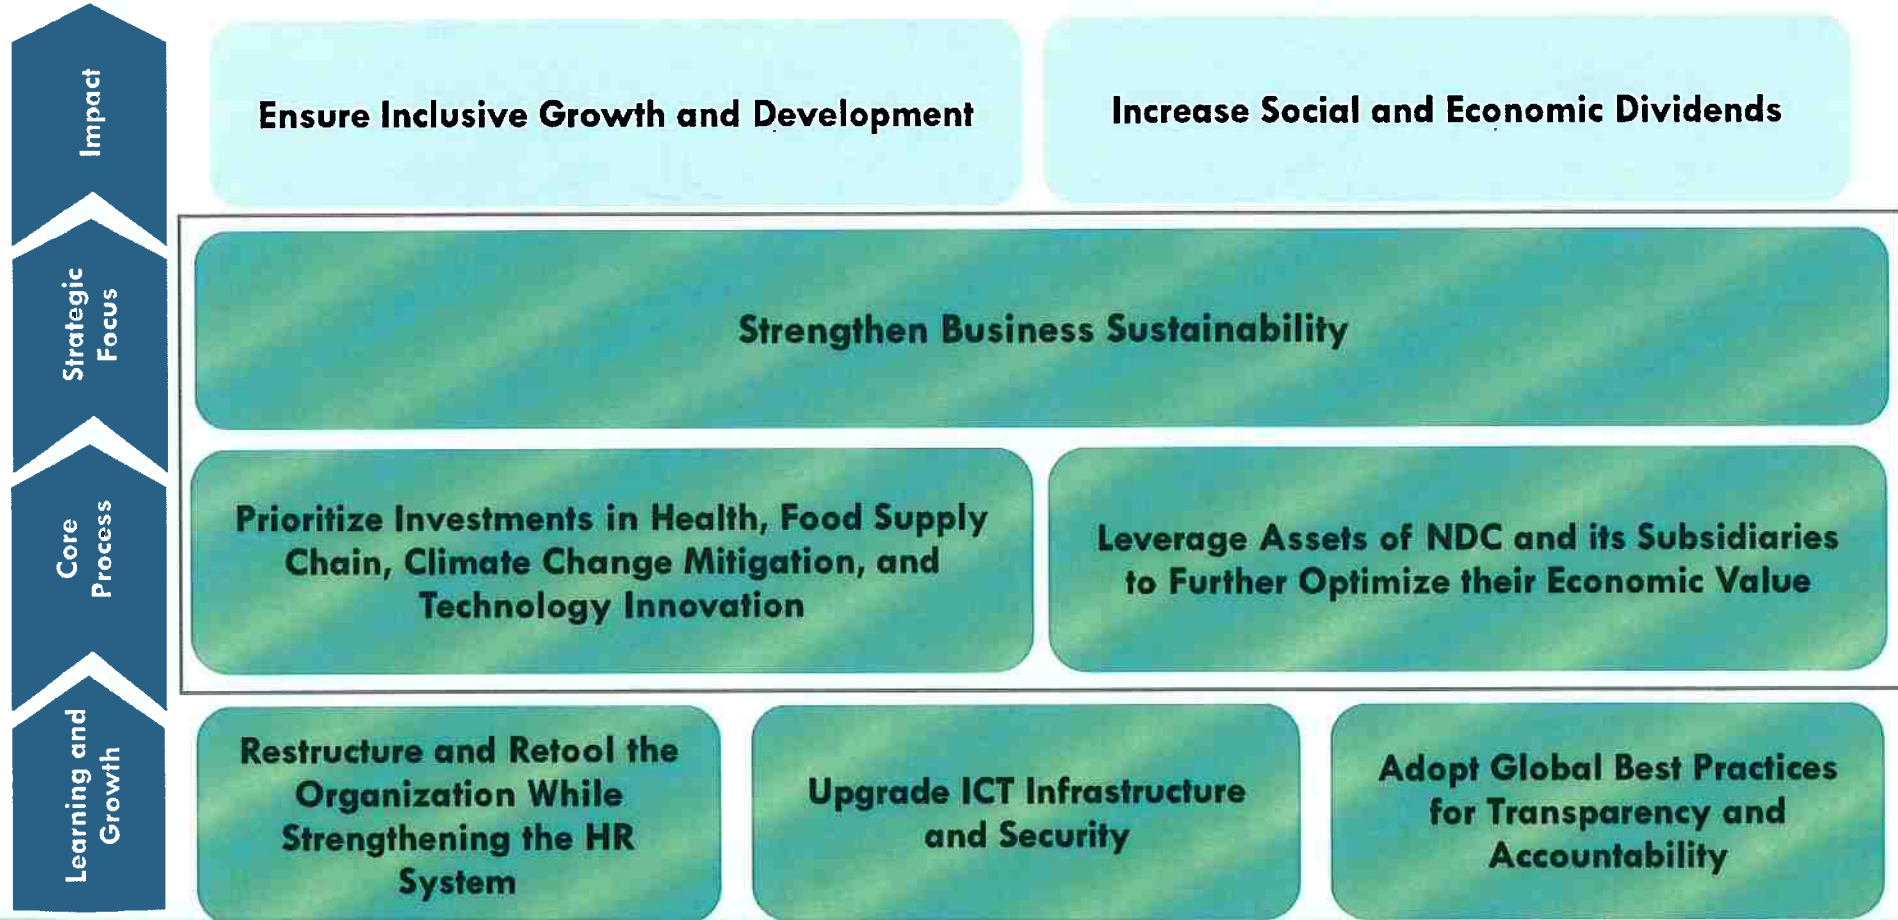 Impact
Ensure Inclusive Growth and Development
Increase Social and Economic Dividends
Strategic
Focus
Strengthen Business Sustainability
Core
Process
Prioritize Investments in Health, Food Supply
Chain, Climate Change Mitigation, and
Technology Innovation
Leverage Assets of NDC and its Subsidiaries
to Further Optimize their Economic Value
Learning and
Growth
Restructure and Retool the
Organization While
Strengthening the HR
System
Upgrade ICT Infrastructure
and Security
Adopt Global Best Practices
for Transparency and
Accountability